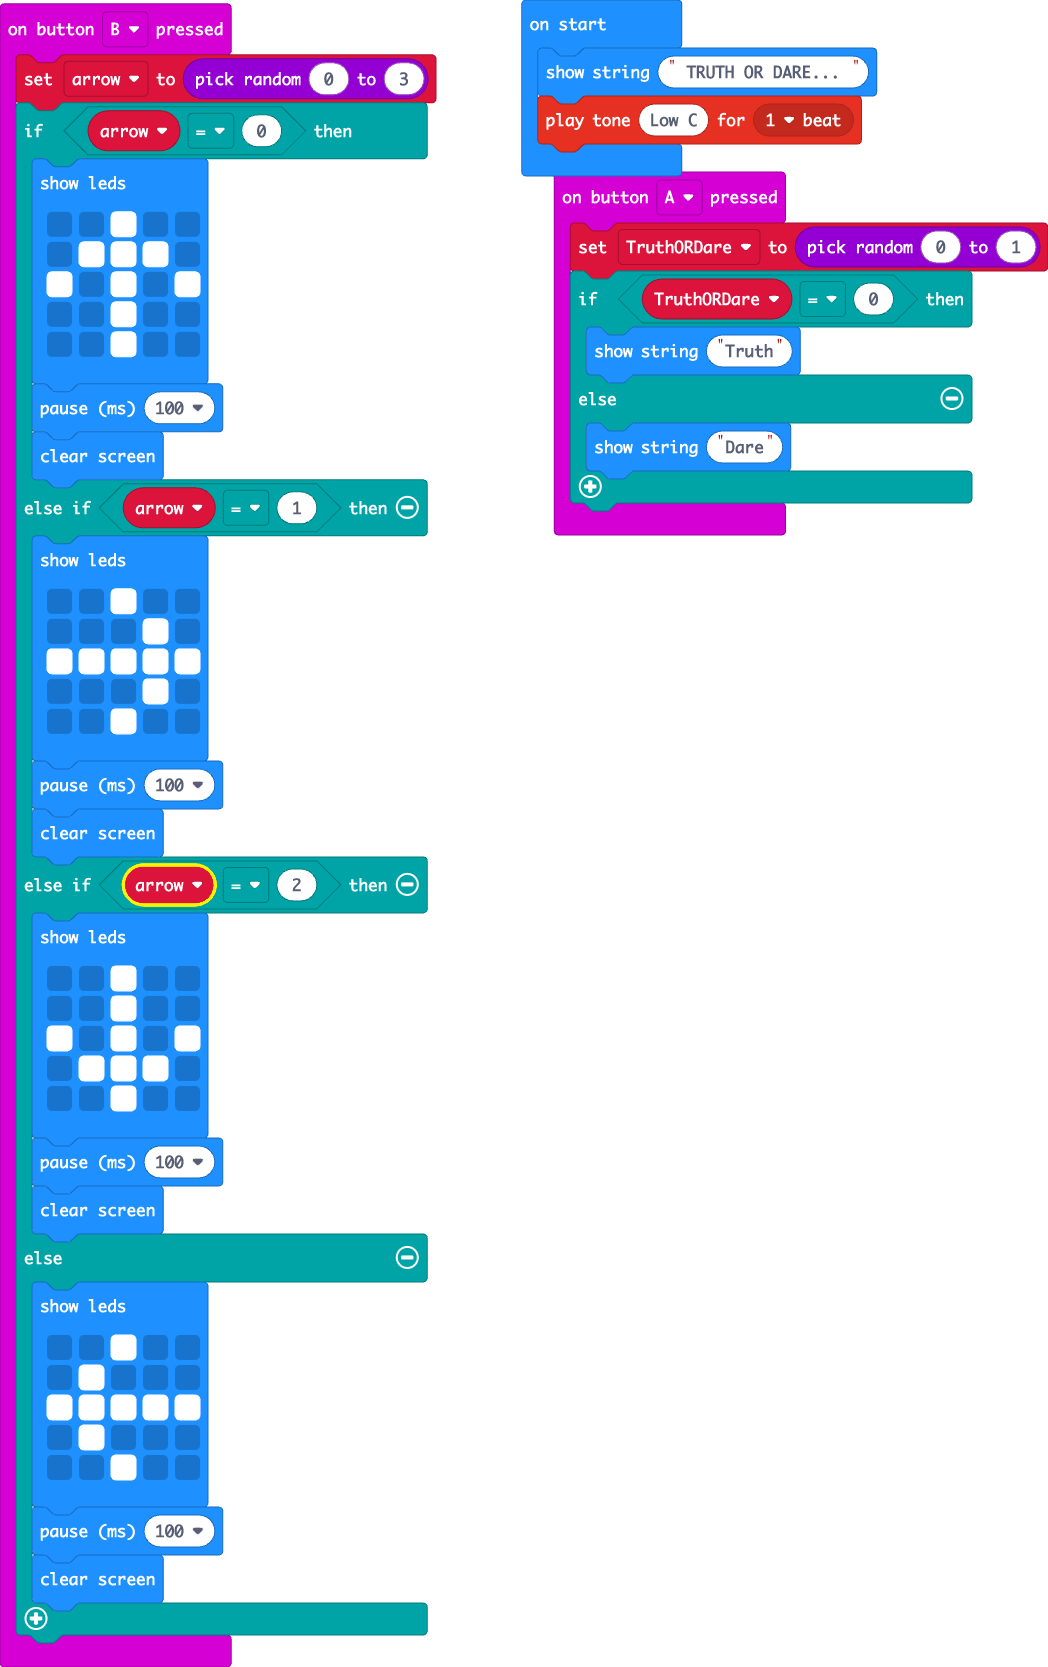 on button B pressed
set arrow to pick random 0 to 3
if arrow = 0 then
show leds
pause (ms) 100
clear screen
else if arrow = 1 then
show leds
pause (ms) 100
clear screen
else if arrow = 2 then
show leds
pause (ms) 100
clear screen
else
show leds
pause (ms) 100
clear screen
on start
show string " TRUTH OR DARE... "
play tone Low C for 1 beat
on button A pressed
set TruthORDare to pick random 0 to 1
if TruthORDare = 0 then
show string "Truth"
else
show string "Dare"